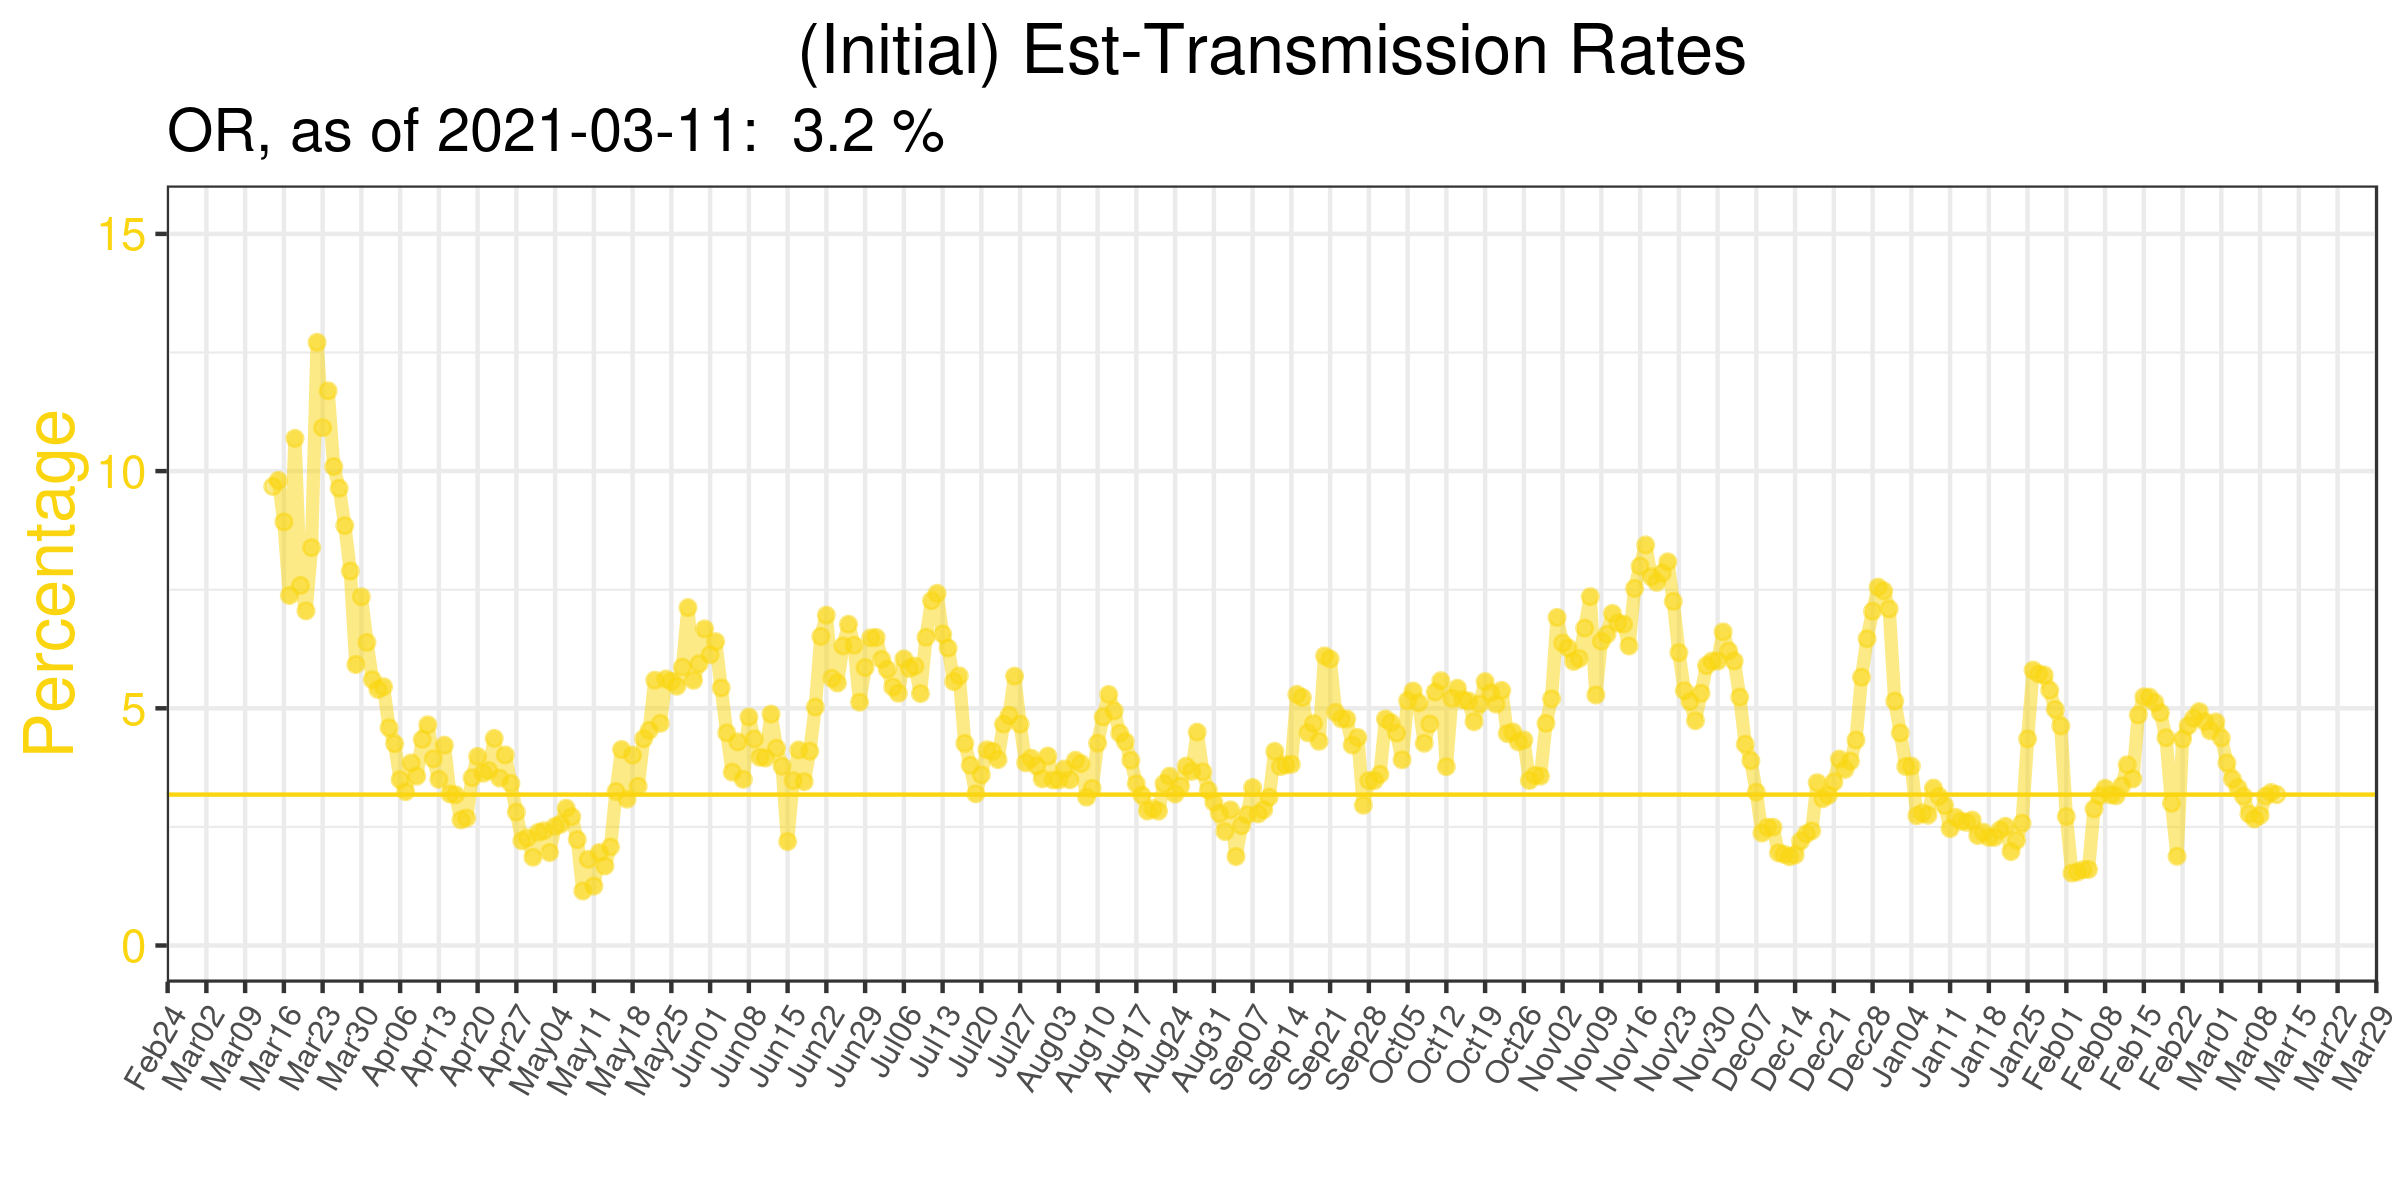 (Initial) Est-Transmission Rates
OR, as of 2021-03-11:  3.2 %
Percentage
15
10
5
0
Feb24 Mar02 Mar09 Mar16 Mar23 Mar30 Apr06 Apr13 Apr20 Apr27 May04 May11 May18 May25 Jun01 Jun08 Jun15 Jun22 Jun29 Jul06 Jul13 Jul20 Jul27 Aug03 Aug10 Aug17 Aug24 Aug31 Sep07 Sep14 Sep21 Sep28 Oct05 Oct12 Oct19 Oct26 Nov02 Nov09 Nov16 Nov23 Nov30 Dec07 Dec14 Dec21 Dec28 Jan04 Jan11 Jan18 Jan25 Feb01 Feb08 Feb15 Feb22 Mar01 Mar08 Mar15 Mar22 Mar29